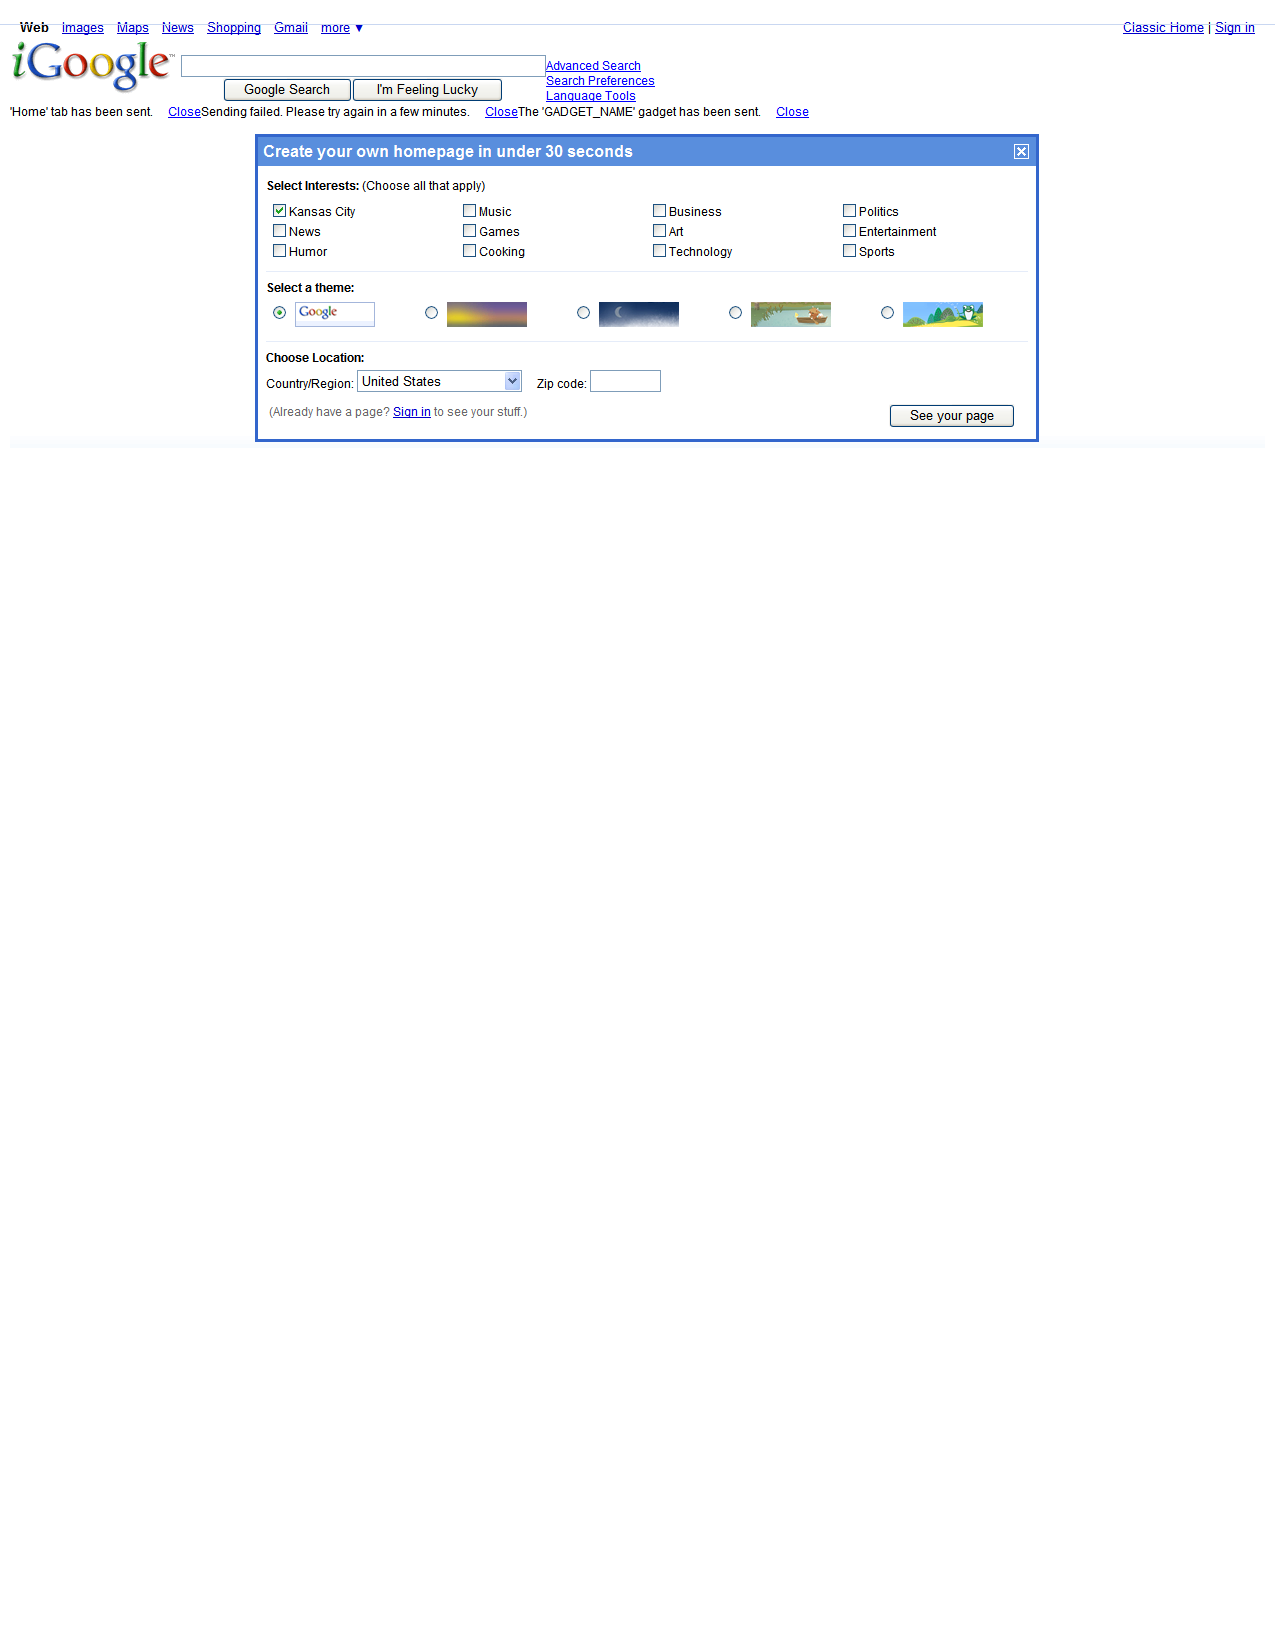 Web Images Maps News Shopping Gmail more ▼ Classic Home | Sign in
iGoogle™
Advanced Search
Search Preferences
Language Tools
Google Search I'm Feeling Lucky
'Home' tab has been sent. Close Sending failed. Please try again in a few minutes. Close The 'GADGET_NAME' gadget has been sent. Close
Create your own homepage in under 30 seconds
Select Interests: (Choose all that apply)
Kansas City Music Business Politics
News Games Art Entertainment
Humor Cooking Technology Sports
Select a theme:
Google
Choose Location:
Country/Region: United States Zip code:
(Already have a page? Sign in to see your stuff.) See your page